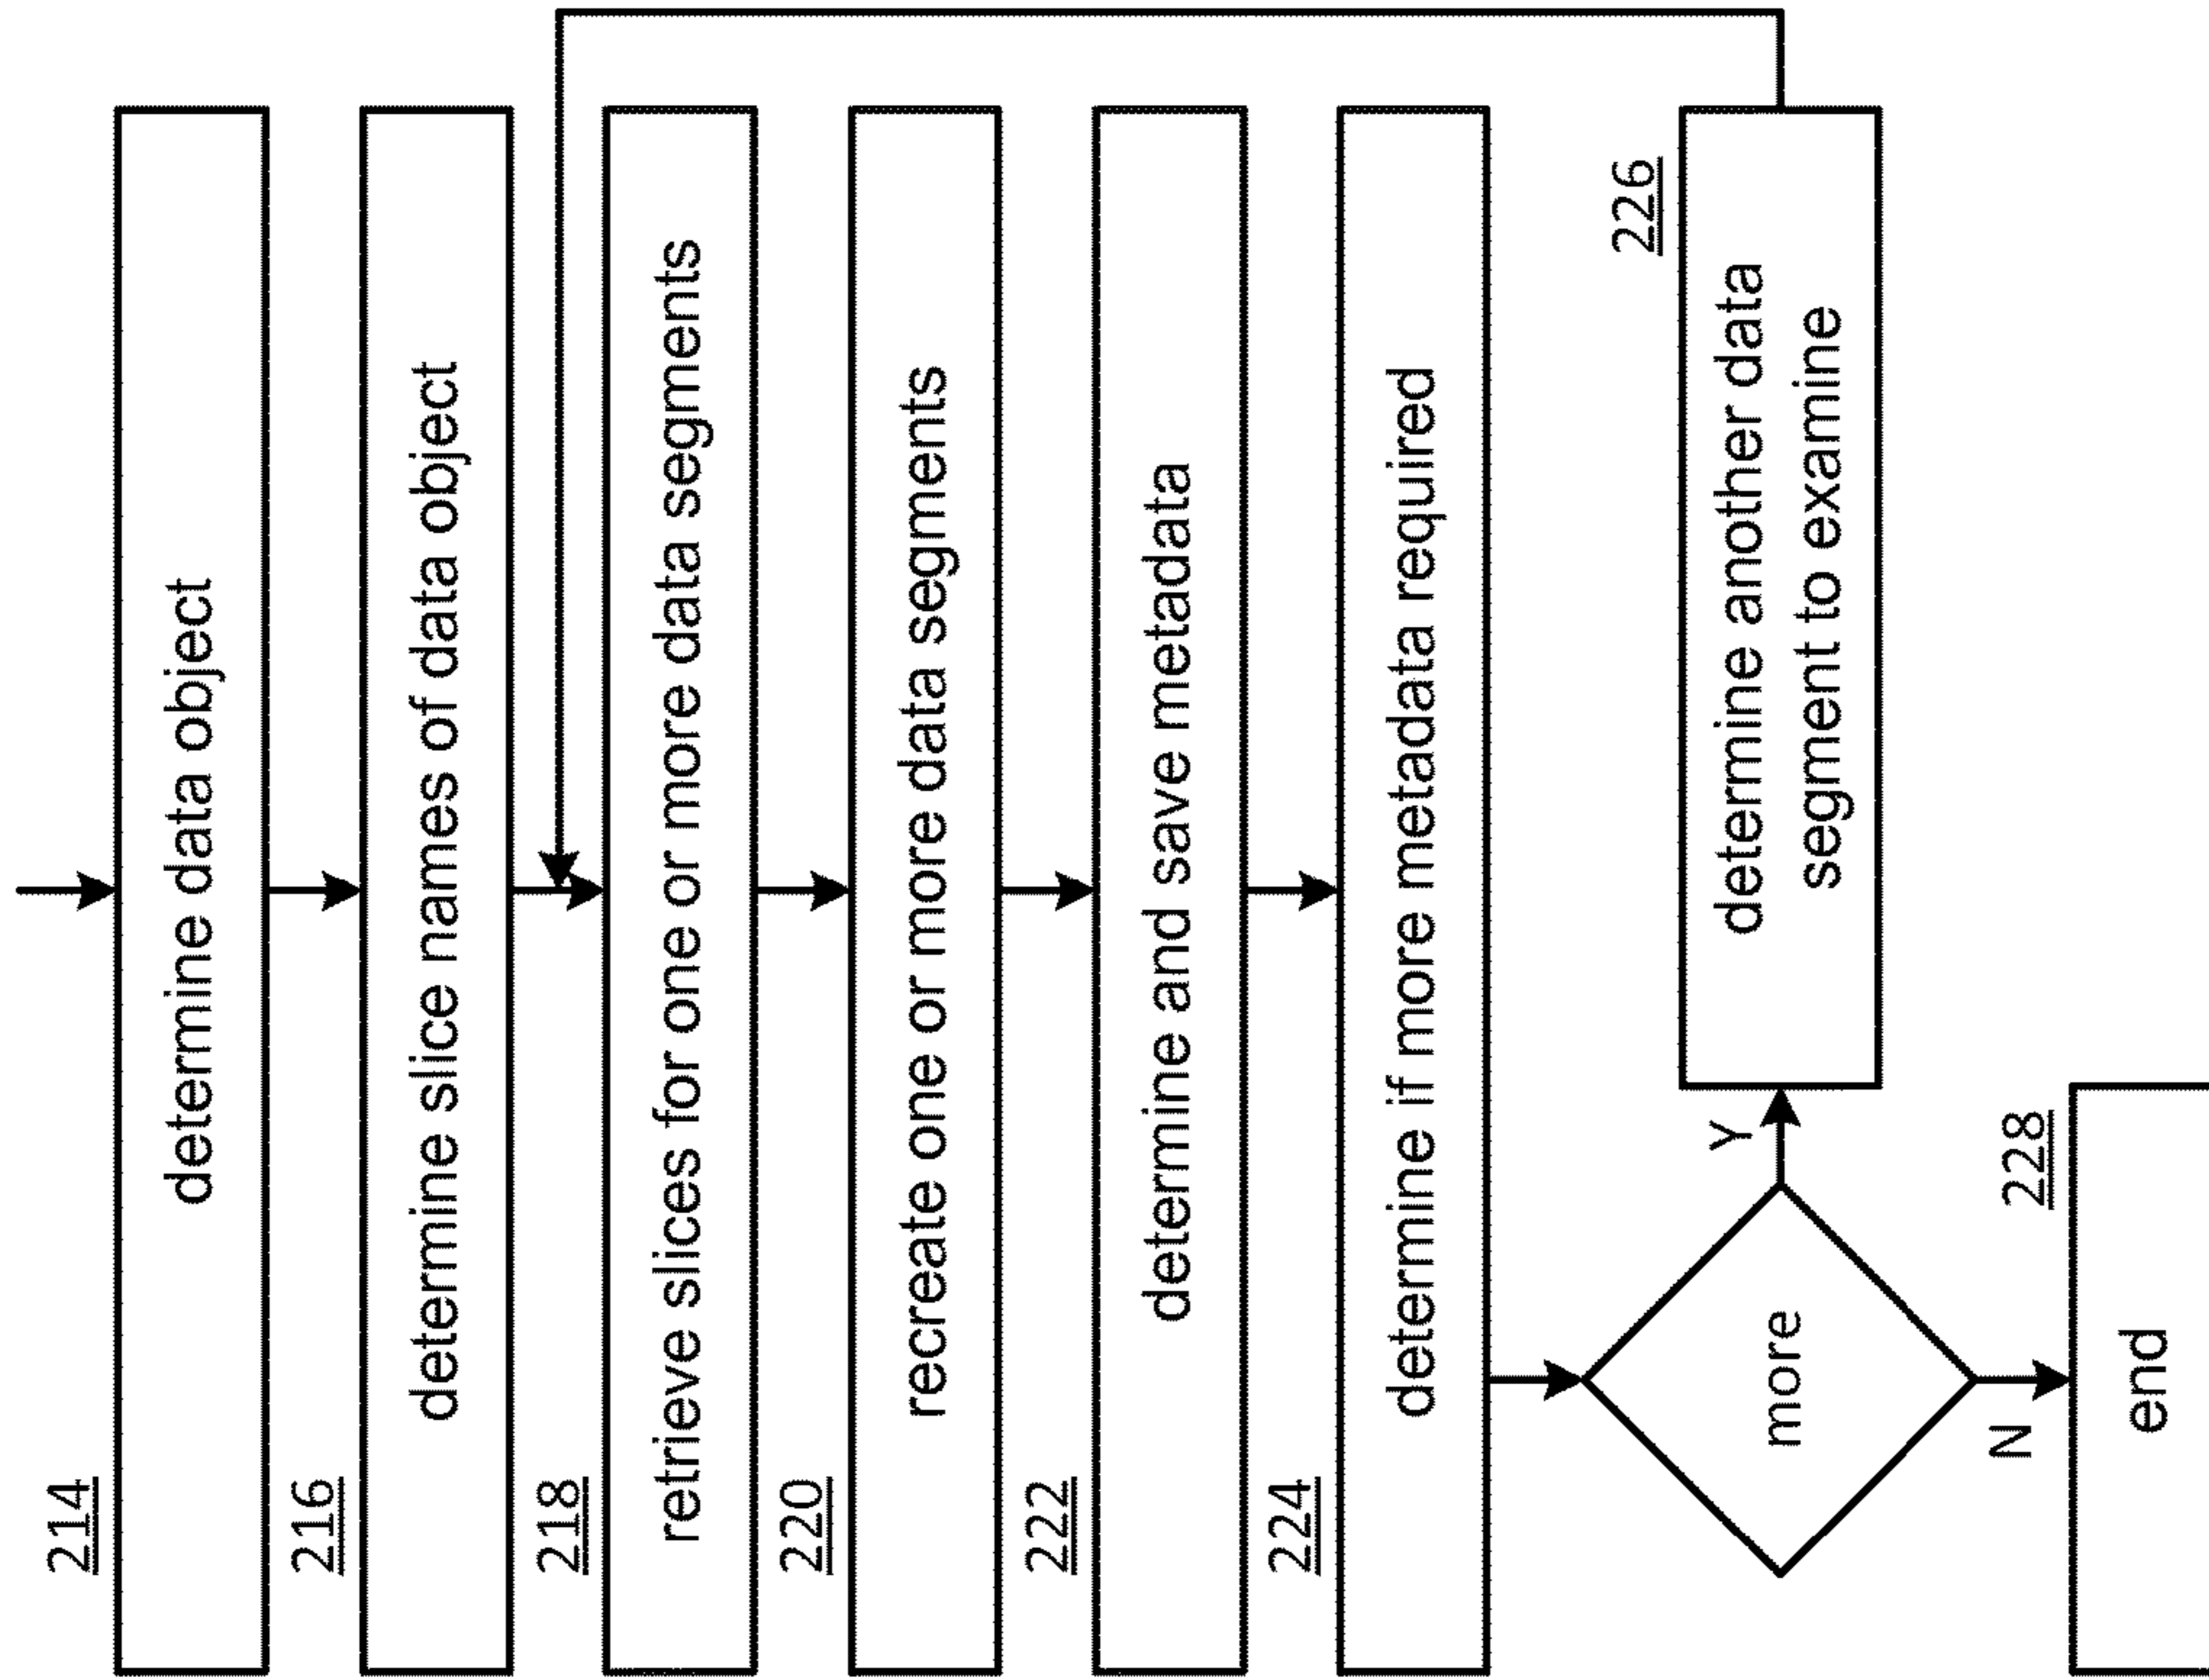 214
determine data object
216
determine slice names of data object
218
retrieve slices for one or more data segments
220
recreate one or more data segments
222
determine and save metadata
224
determine if more metadata required
more
Y
226
determine another data
segment to examine
N
228
end